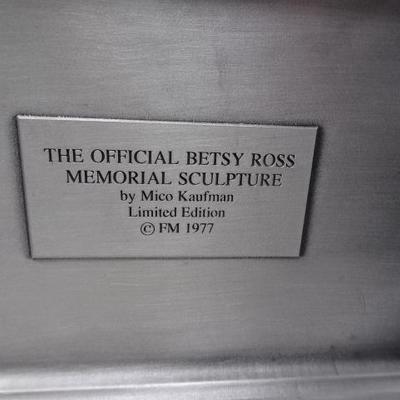 THE OFFICIAL BETSY ROSS
MEMORIAL SCULPTURE
by Mico Kaufman
Limited Edition
© FM 1977